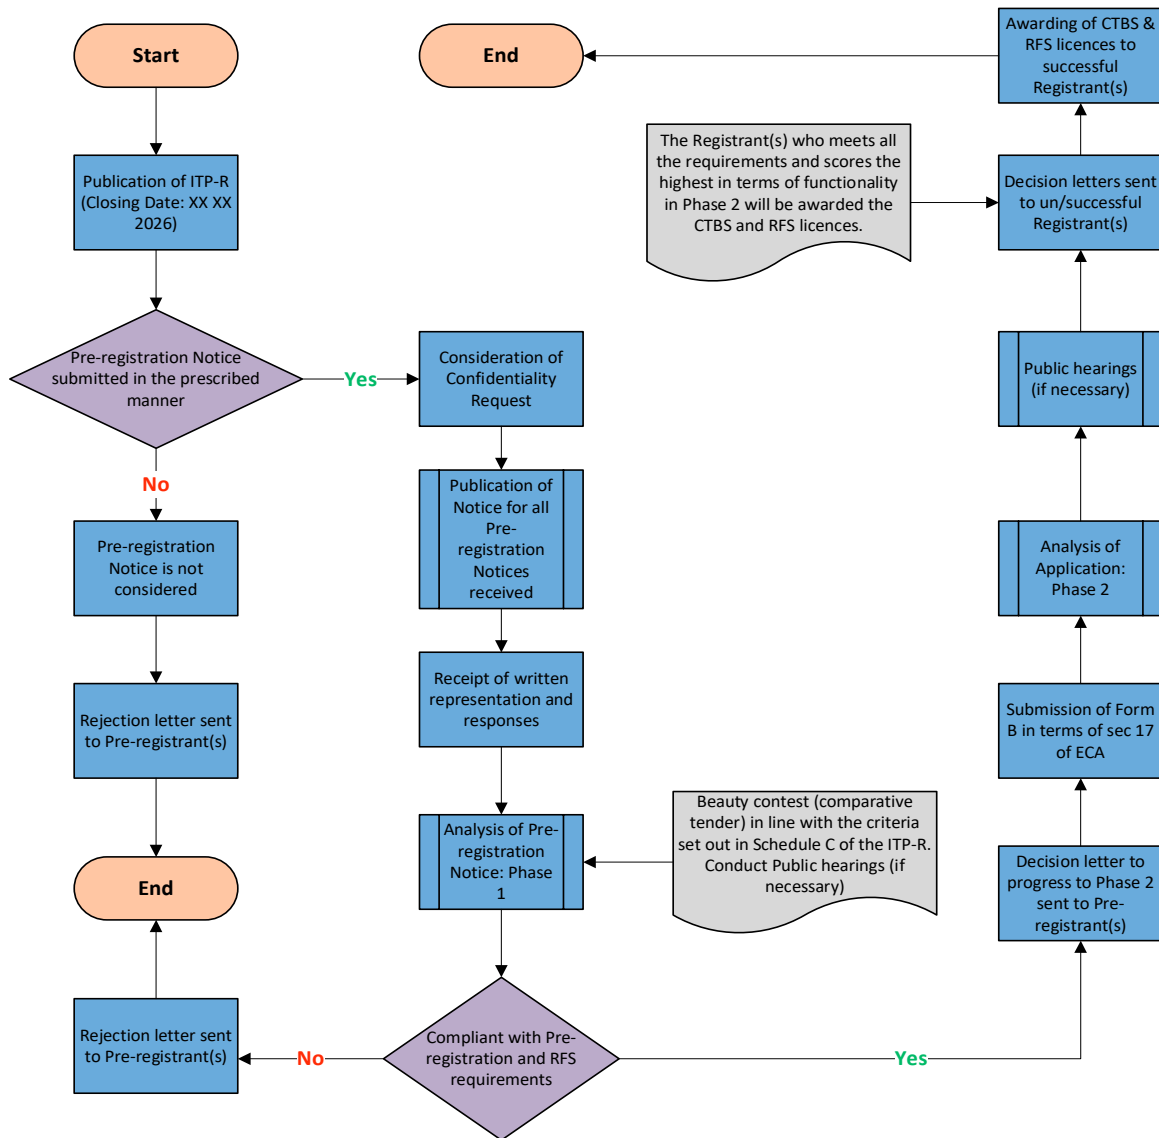 Start
Publication of ITP-R
(Closing Date: XX XX
2026)
Pre-registration Notice
submitted in the prescribed
manner
Yes
No
Pre-registration
Notice is not
considered
Rejection letter sent
to Pre-registrant(s)
End
Rejection letter sent
to Pre-registrant(s)
Consideration of
Confidentiality
Request
Publication of
Notice for all
Pre-
registration
Notices
received
Receipt of written
representation and
responses
Analysis of Pre-
registration
Notice: Phase
1
Beauty contest (comparative
tender) in line with the criteria
set out in Schedule C of the ITP-R.
Conduct Public hearings (if
necessary)
Compliant with Pre-
registration and RFS
requirements
No
Yes
Decision letter to
progress to Phase 2
sent to Pre-
registrant(s)
Submission of Form
B in terms of sec 17
of ECA
Analysis of
Application:
Phase 2
Public hearings
(if necessary)
Decision letters sent
to un/successful
Registrant(s)
The Registrant(s) who meets all
the requirements and scores the
highest in terms of functionality
in Phase 2 will be awarded the
CTBS and RFS licences.
Awarding of CTBS &
RFS licences to
successful
Registrant(s)
End